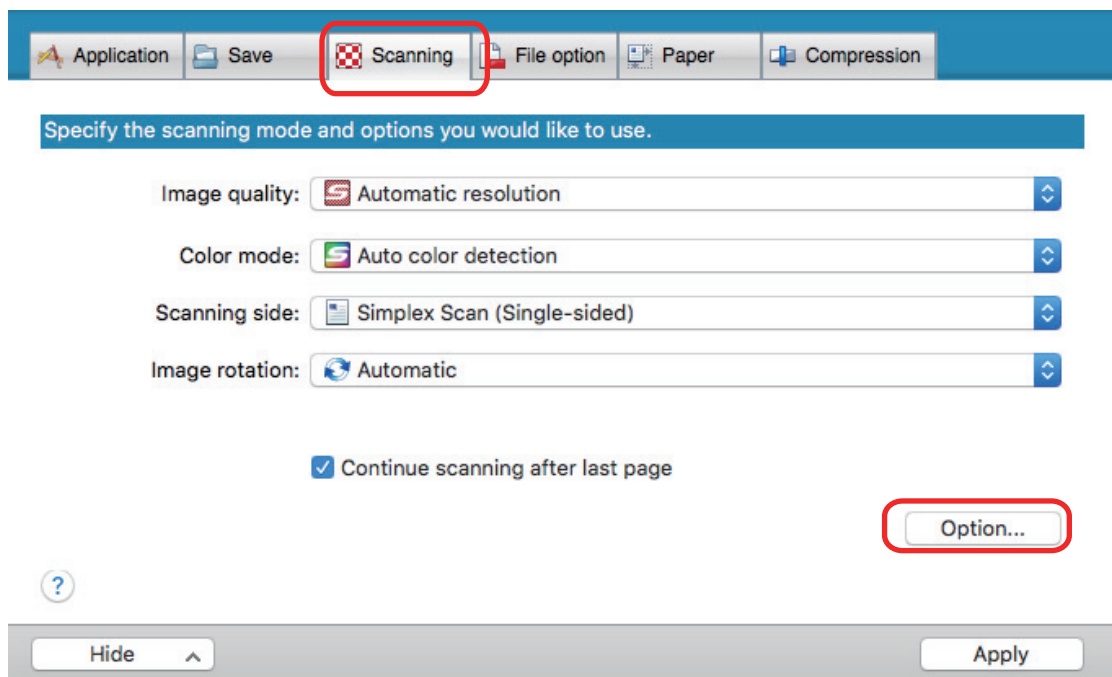 Application Save Scanning File option Paper Compression
Specify the scanning mode and options you would like to use.
Image quality: Automatic resolution
Color mode: Auto color detection
Scanning side: Simplex Scan (Single-sided)
Image rotation: Automatic
Continue scanning after last page
Option...
?
Hide Apply